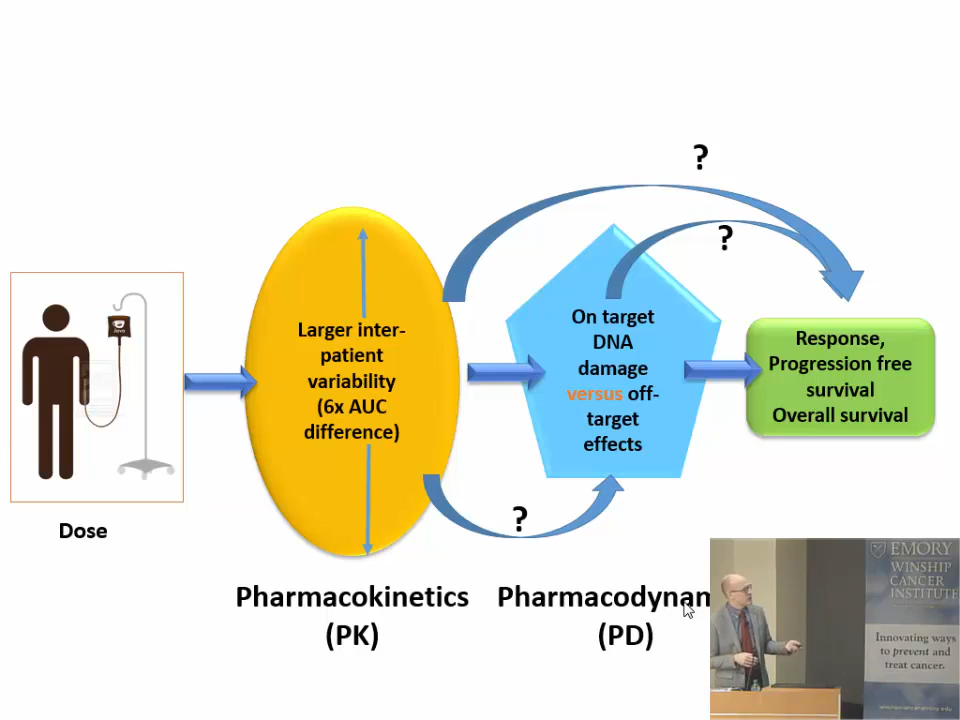 ?
?
Larger inter-
patient
variability
(6x AUC
difference)
On target
DNA
damage
versus off-
target
effects
Response,
Progression free
survival
Overall survival
?
Dose
Pharmacokinetics
(PK)
Pharmacodynam
(PD)
EMORY
WINSHIP
CANCER
INSTITUTE
Innovating ways
to prevent and
treat cancer.